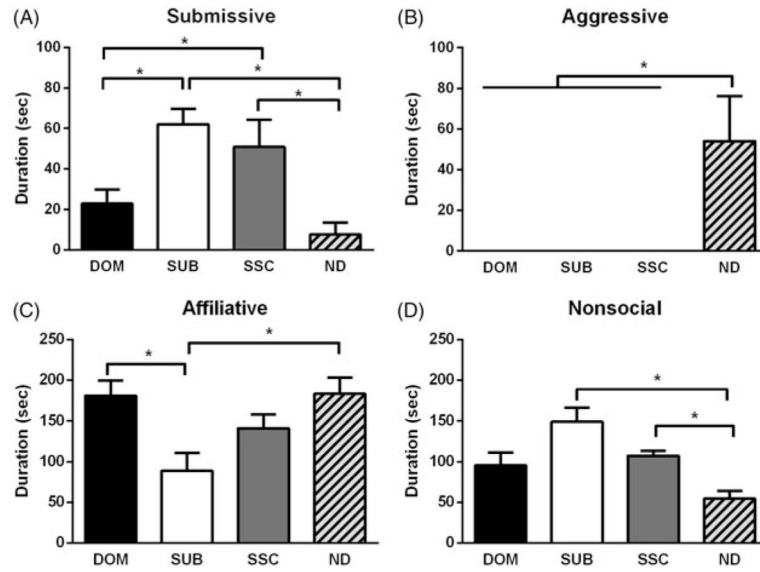 (A) Submissive
Duration (sec)
100
80
60
40
20
0
* * * *
DOM SUB SSC ND
(B) Aggressive
Duration (sec)
100
80
60
40
20
0
*
DOM SUB SSC ND
(C) Affiliative
Duration (sec)
250
200
150
100
50
0
* *
DOM SUB SSC ND
(D) Nonsocial
Duration (sec)
250
200
150
100
50
0
* *
DOM SUB SSC ND